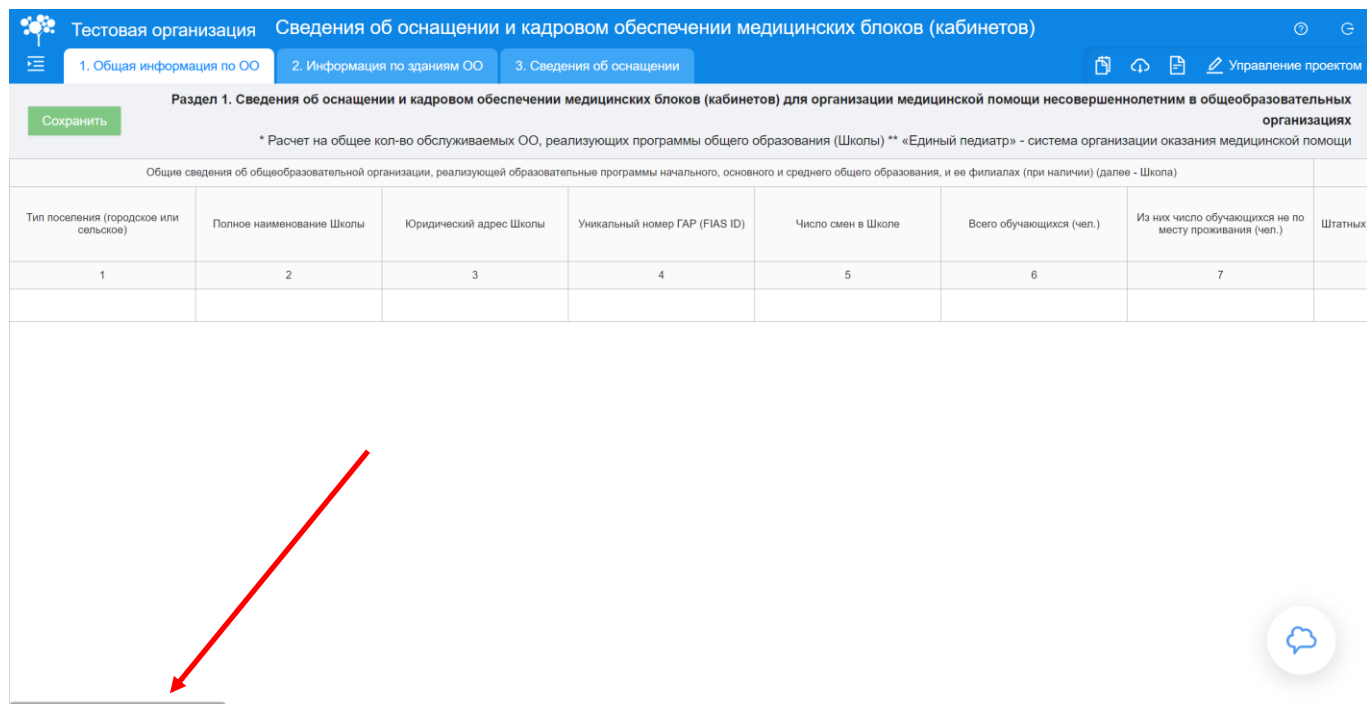 Тестовая организация Сведения об оснащении и кадровом обеспечении медицинских блоков (кабинетов)
1. Общая информация по ОО 2. Информация по зданиям ОО 3. Сведения об оснащении Управление проектом
Раздел 1. Сведения об оснащении и кадровом обеспечении медицинских блоков (кабинетов) для организации медицинской помощи несовершеннолетним в общеобразовательных
организациях
Сохранить
* Расчет на общее кол-во обслуживаемых ОО, реализующих программы общего образования (Школы) ** «Единый педиатр» - система организации оказания медицинской помощи
Общие сведения об общеобразовательной организации, реализующей образовательные программы начального, основного и среднего общего образования, и ее филиалах (при наличии) (далее - Школа)
Тип поселения (городское или
сельское)
Полное наименование Школы
Юридический адрес Школы
Уникальный номер ГАР (FIAS ID)
Число смен в Школе
Всего обучающихся (чел.)
Из них число обучающихся не по
месту проживания (чел.)
Штатных
1 2 3 4 5 6 7